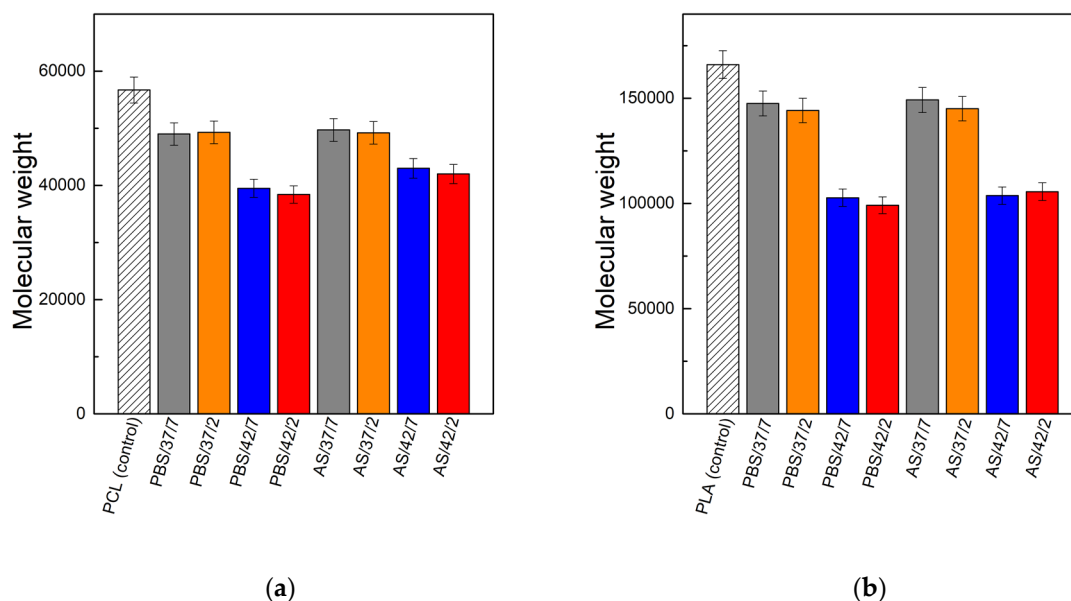 Molecular weight
60000
40000
20000
0
PCL (control)
PBS/37/7
PBS/37/2
PBS/42/7
PBS/42/2
AS/37/7
AS/37/2
AS/42/7
AS/42/2
(a)
Molecular weight
150000
100000
50000
0
PLA (control)
PBS/37/7
PBS/37/2
PBS/42/7
PBS/42/2
AS/37/7
AS/37/2
AS/42/7
AS/42/2
(b)